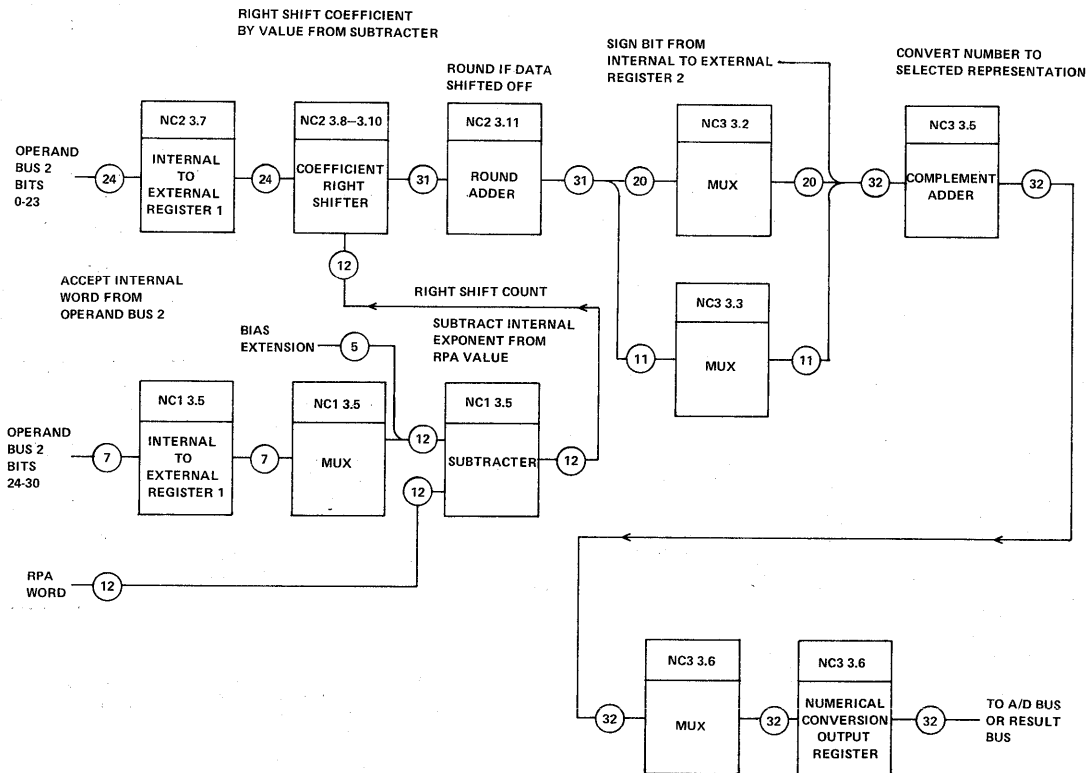 RIGHT SHIFT COEFFICIENT
BY VALUE FROM SUBTRACTER
ROUND IF DATA
SHIFTED OFF
SIGN BIT FROM
INTERNAL TO EXTERNAL
REGISTER 2
CONVERT NUMBER TO
SELECTED REPRESENTATION
OPERAND
BUS 2
BITS
0-23
24
NC2 3.7
INTERNAL
TO
EXTERNAL
REGISTER 1
24
NC2 3.8–3.10
COEFFICIENT
RIGHT
SHIFTER
31
NC2 3.11
ROUND
ADDER
31
20
NC3 3.2
MUX
20
32
NC3 3.5
COMPLEMENT
ADDER
32
12
RIGHT SHIFT COUNT
ACCEPT INTERNAL
WORD FROM
OPERAND BUS 2
11
NC3 3.3
MUX
11
BIAS
EXTENSION
5
SUBTRACT INTERNAL
EXPONENT FROM
RPA VALUE
OPERAND
BUS 2
BITS
24-30
7
NC1 3.5
INTERNAL
TO
EXTERNAL
REGISTER 1
7
NC1 3.5
MUX
12
12
NC1 3.5
SUBTRACTER
12
RPA
WORD
12
32
NC3 3.6
MUX
32
NC3 3.6
NUMERICAL
CONVERSION
OUTPUT
REGISTER
32
TO A/D BUS
OR RESULT
BUS